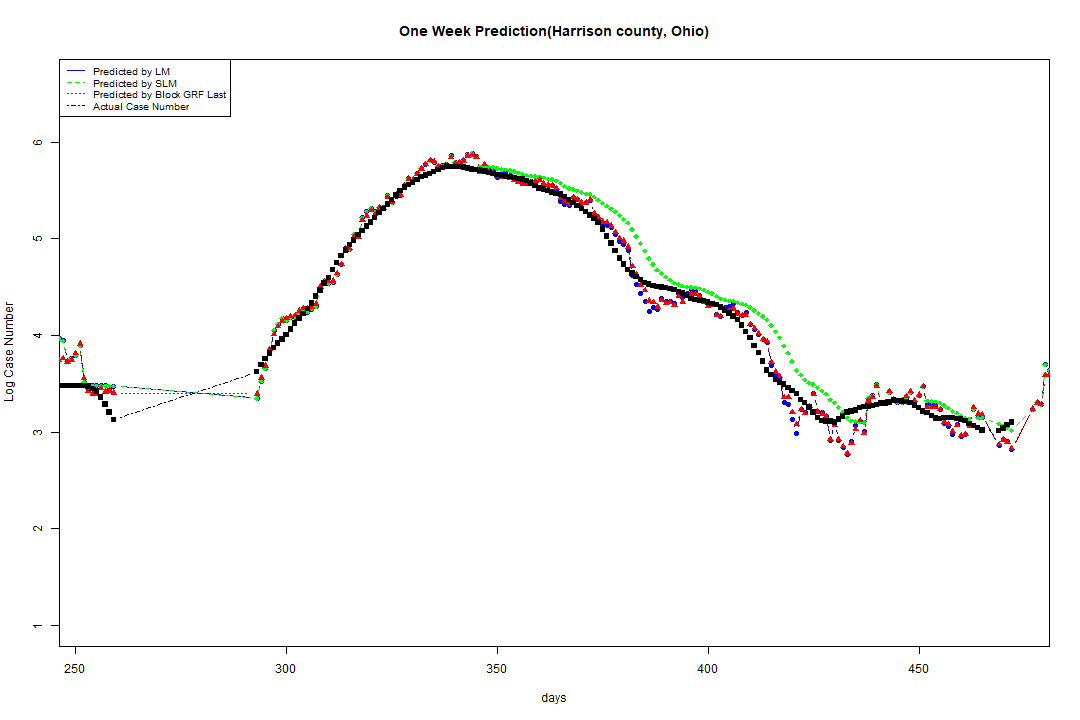 One Week Prediction(Harrison county, Ohio)
Predicted by LM
Predicted by SLM
Predicted by Block GRF Last
Actual Case Number
Log Case Number
6
5
4
3
2
1
250 300 350 400 450
days